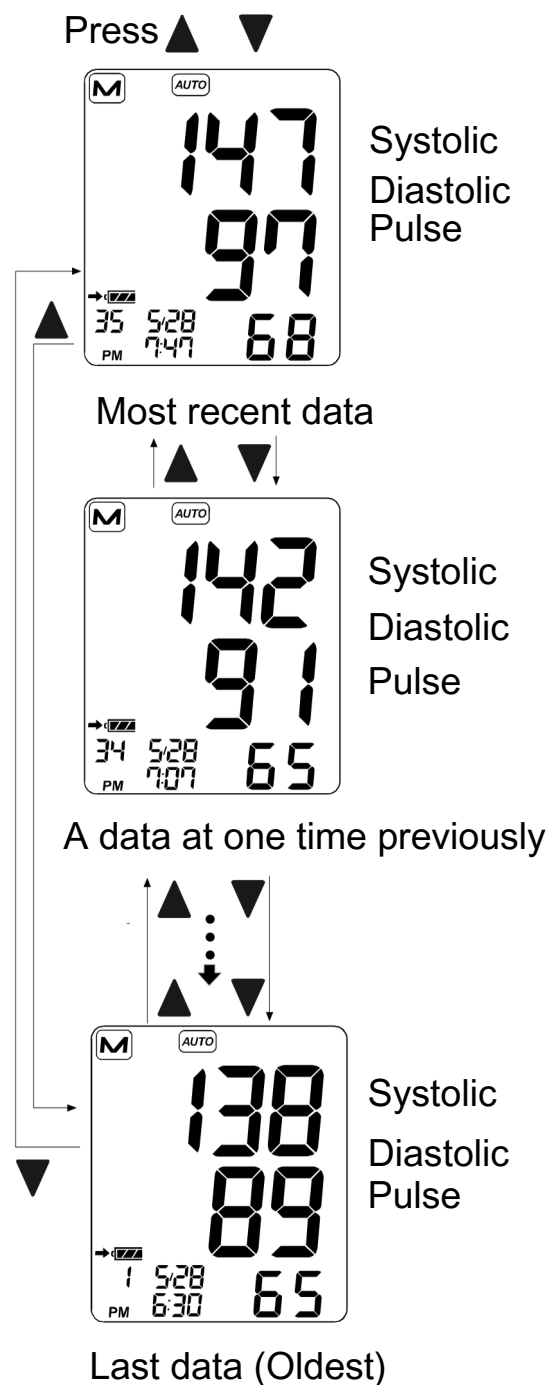 Press ▲ ▼
M AUTO
147 Systolic
Diastolic
97 Pulse
35 5/28
PM 7:47 68
Most recent data
▲ ▼
M AUTO
142 Systolic
Diastolic
91 Pulse
34 5/28
PM 7:07 65
A data at one time previously
▲ ▼
▲ ▼
M AUTO
138 Systolic
Diastolic
89 Pulse
1 5/28
PM 6:30 65
Last data (Oldest)